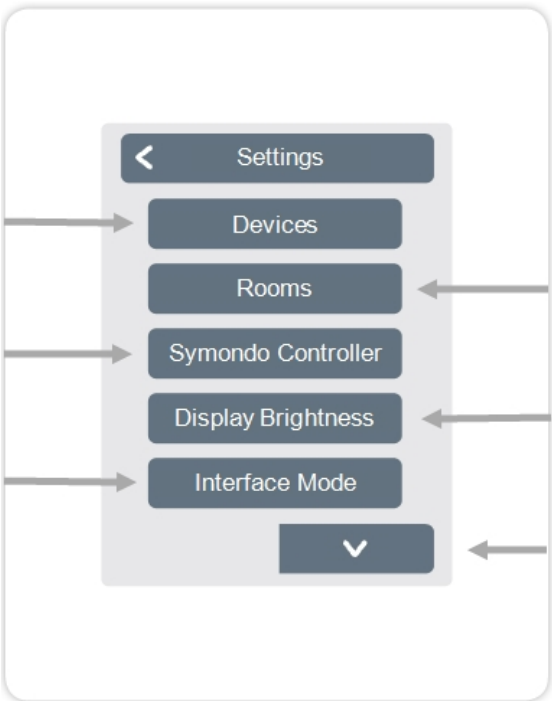 Settings
Devices
Rooms
Symondo Controller
Display Brightness
Interface Mode